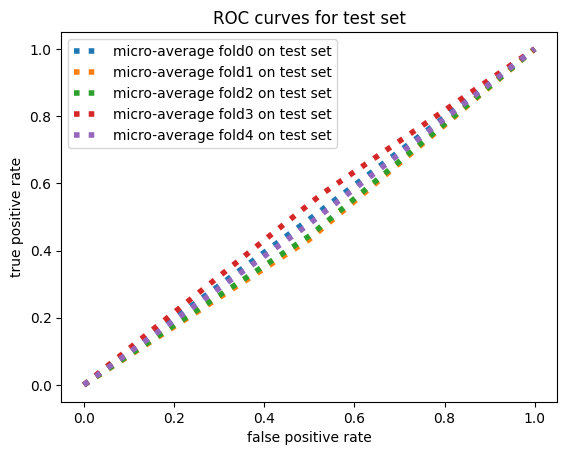 ROC curves for test set
micro-average fold0 on test set
micro-average fold1 on test set
micro-average fold2 on test set
micro-average fold3 on test set
micro-average fold4 on test set
true positive rate
1.0
0.8
0.6
0.4
0.2
0.0
0.0 0.2 0.4 0.6 0.8 1.0
false positive rate